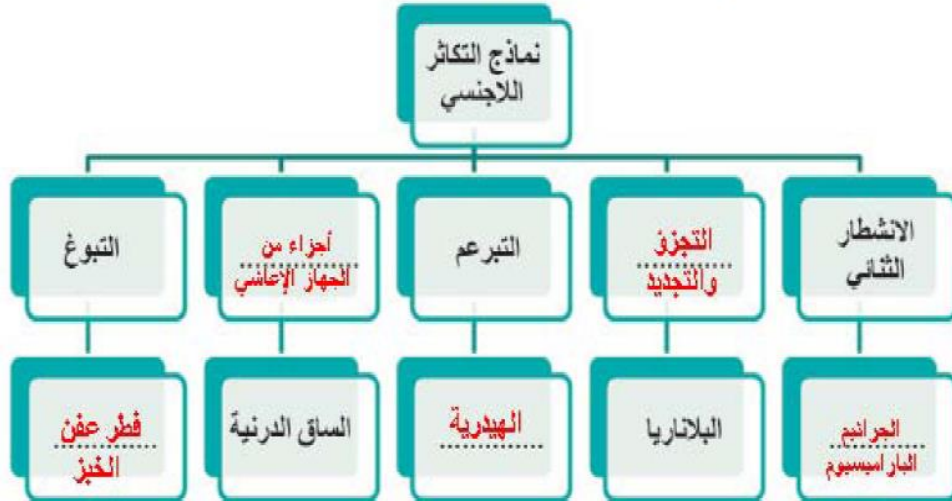 نماذج التكاثر
اللاجنسي
الانشطار
الثنائي
التجزؤ
والتجديد
التبرعم
أجزاء من
الجهاز الإعاشي
التبوغ
الجراثيم
البراميسيوم
البلاناريا
الهيدرية
الساق الدرنية
فطر عفن
الخبز